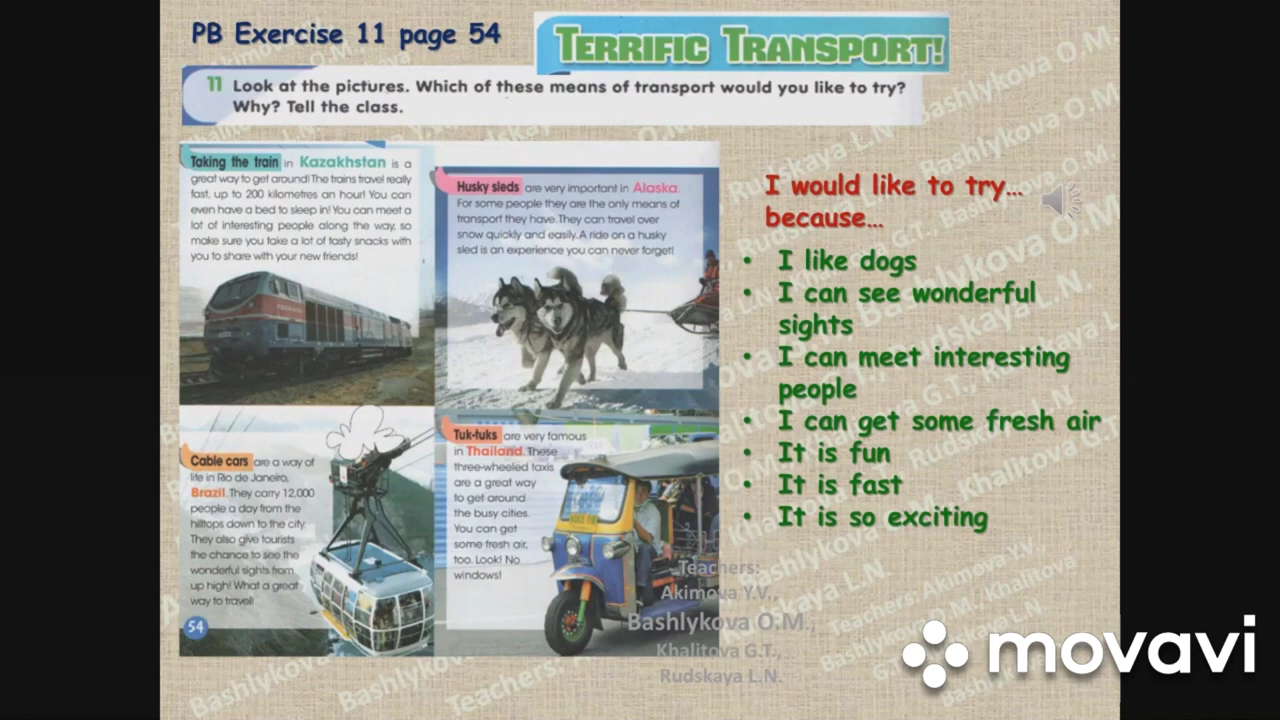 PB Exercise 11 page 54
TERRIFIC TRANSPORT!
11 Look at the pictures. Which of these means of transport would you like to try?
Why? Tell the class.
Taking the train in Kazakhstan is a
great way to get around! The trains travel really
fast, up to 200 kilometres an hour! You can
even have a bed to sleep in! You can meet a
lot of interesting people along the way, so
make sure you take a lot of tasty snacks with
you to share with your new friends!
Husky sleds are very important in Alaska.
For some people they are the only means of
transport they have. They can travel over
snow quickly and easily. A ride on a husky
sled is an experience you can never forget!
Cable cars are a way of
life in Rio de Janeiro,
Brazil. They carry 12,000
people a day from the
hilltops down to the city.
They also give tourists
the chance to see the
wonderful sights from
up high! What a great
way to travel!
54
Tuk-tuks are very famous
in Thailand. These
three-wheeled taxis
are a great way
to get around
the busy cities.
You can get
some fresh air,
too. Look! No
windows!
I would like to try...
because...
• I like dogs
• I can see wonderful
sights
• I can meet interesting
people
• I can get some fresh air
• It is fun
• It is fast
• It is so exciting
Teachers:
Akimova Y.V.,
Bashlykova O.M.,
Khalitova G.T.,
Rudskaya L.N.
movavi